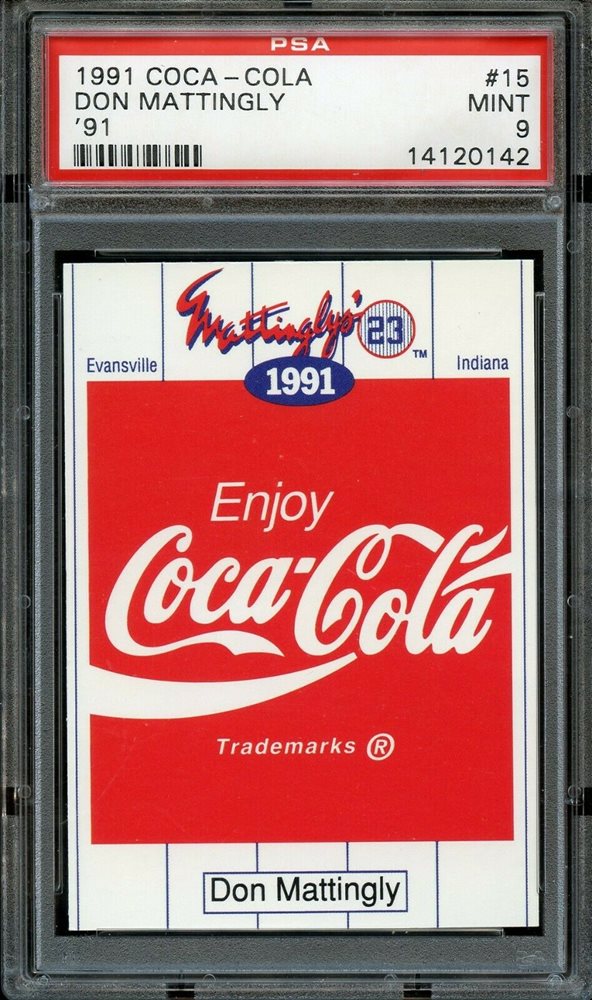 PSA
1991 COCA-COLA #15
DON MATTINGLY MINT
'91 9
14120142
Mattingly's' 23 ™
Evansville Indiana
1991
Enjoy
Coca-Cola
Trademarks ®
Don Mattingly